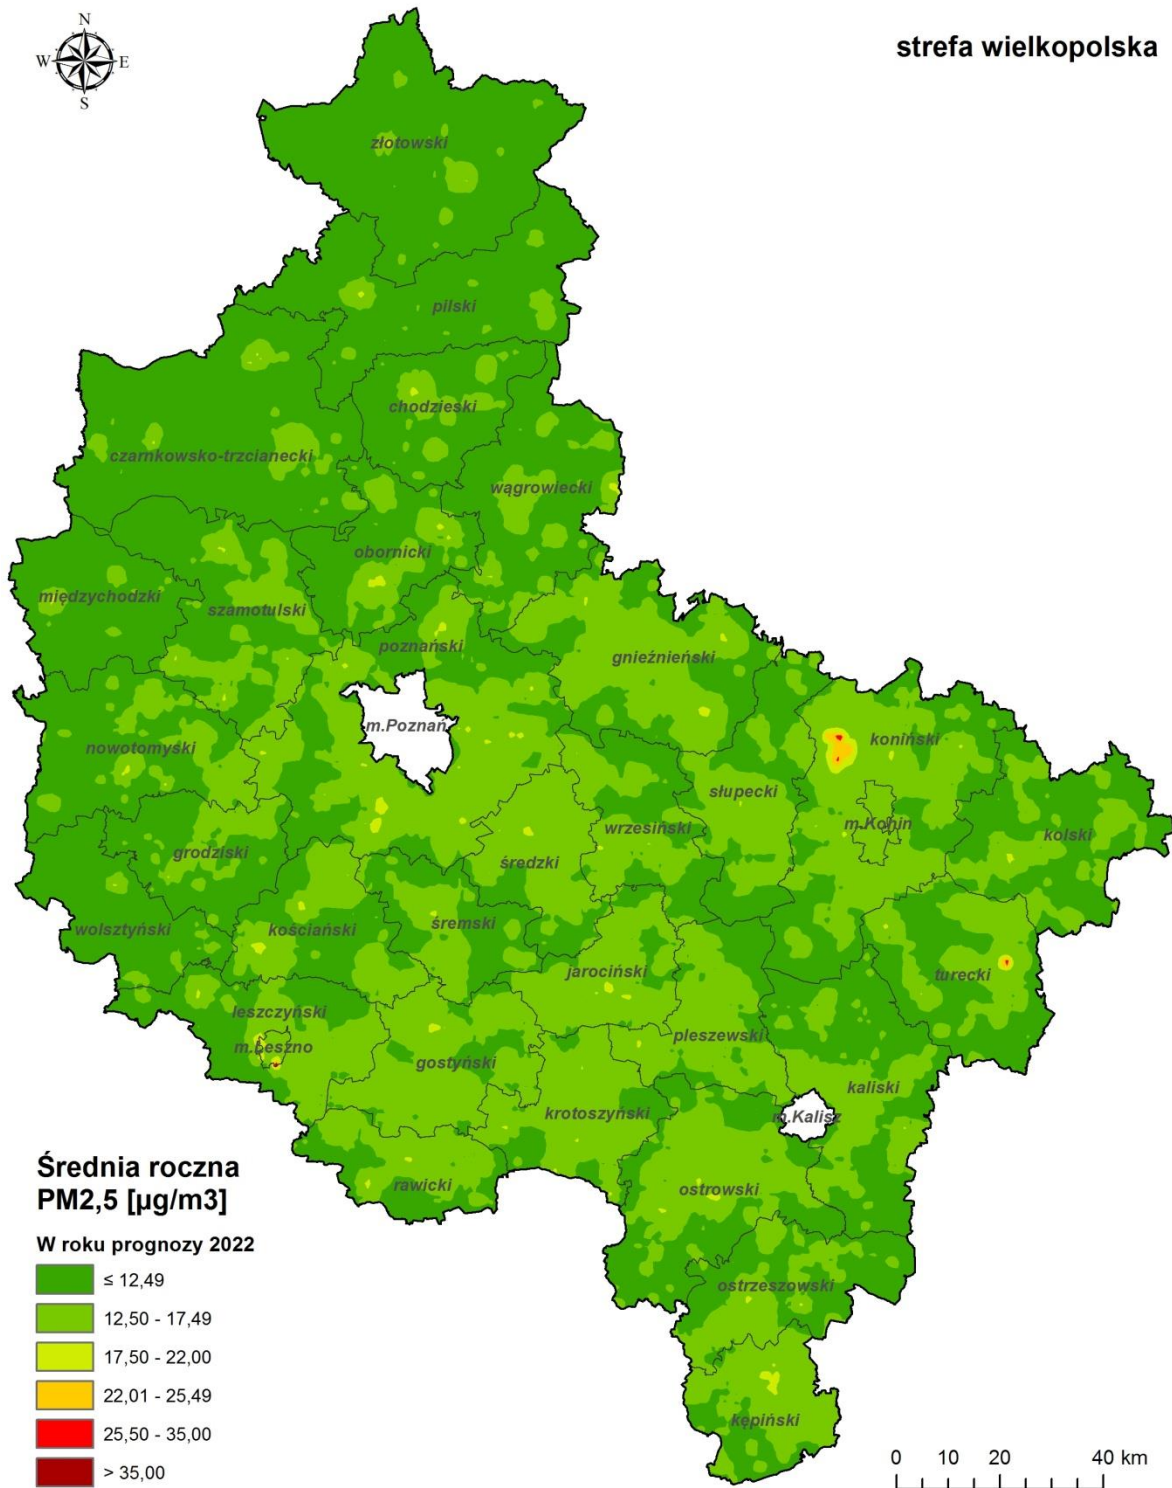 N
W E
S
strefa wielkopolska
złotowski
pilski
chodzieski
czarnkowsko-trzcianecki
wągrowiecki
obornicki
międzychodzki
szamotulski
poznański
gnieźnieński
m.Poznań
nowotomyski
koniński
słupecki
m.Konin
wrzesiński
kolski
grodziski
średzki
wolsztyński
kościański
śremski
jarociński
turecki
leszczyński
m.Leszno
gostyński
pleszewski
kaliski
krotoszyński
m.Kalisz
rawicki
ostrowski
ostrzeszowski
kępiński
Średnia roczna
PM2,5 [µg/m3]
W roku prognozy 2022
≤ 12,49
12,50 - 17,49
17,50 - 22,00
22,01 - 25,49
25,50 - 35,00
> 35,00
0 10 20 40 km